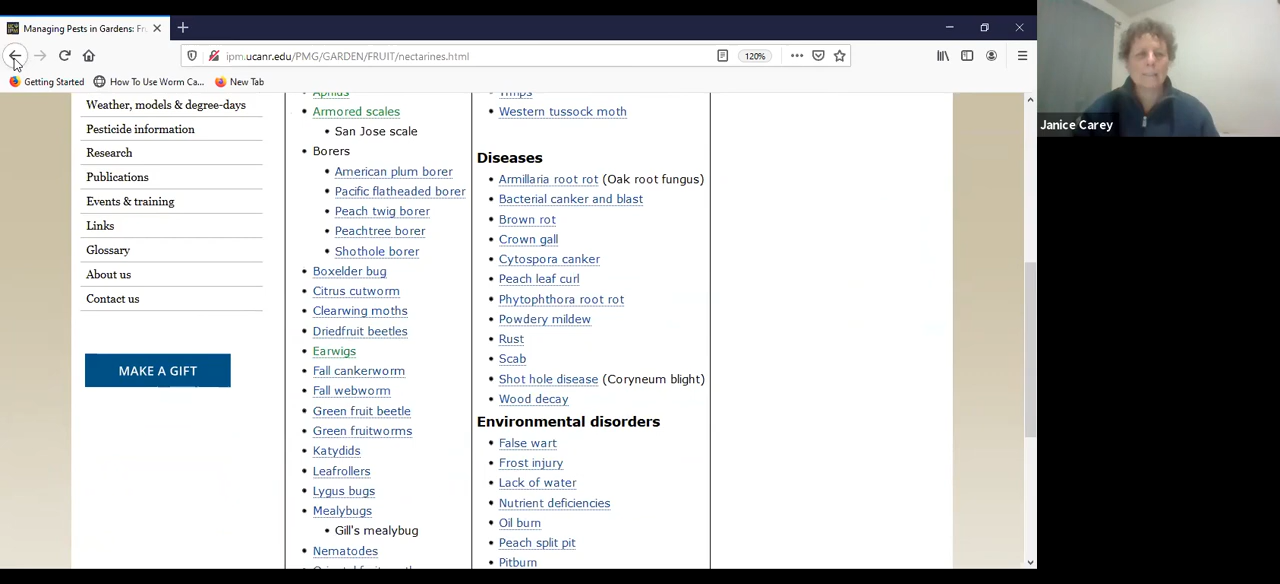 Managing Pests in Gardens: Fr
ipm.ucanr.edu/PMG/GARDEN/FRUIT/nectarines.html
120%
Getting Started
How To Use Worm Ca...
New Tab
Janice Carey
Weather, models & degree-days
Pesticide information
Research
Publications
Events & training
Links
Glossary
About us
Contact us
MAKE A GIFT
Aphids
Armored scales
San Jose scale
Borers
American plum borer
Pacific flatheaded borer
Peach twig borer
Peachtree borer
Shothole borer
Boxelder bug
Citrus cutworm
Clearwing moths
Driedfruit beetles
Earwigs
Fall cankerworm
Fall webworm
Green fruit beetle
Green fruitworms
Katydids
Leafrollers
Lygus bugs
Mealybugs
Gill's mealybug
Nematodes
Thrips
Western tussock moth
Diseases
Armillaria root rot (Oak root fungus)
Bacterial canker and blast
Brown rot
Crown gall
Cytospora canker
Peach leaf curl
Phytophthora root rot
Powdery mildew
Rust
Scab
Shot hole disease (Coryneum blight)
Wood decay
Environmental disorders
False wart
Frost injury
Lack of water
Nutrient deficiencies
Oil burn
Peach split pit
Pitburn